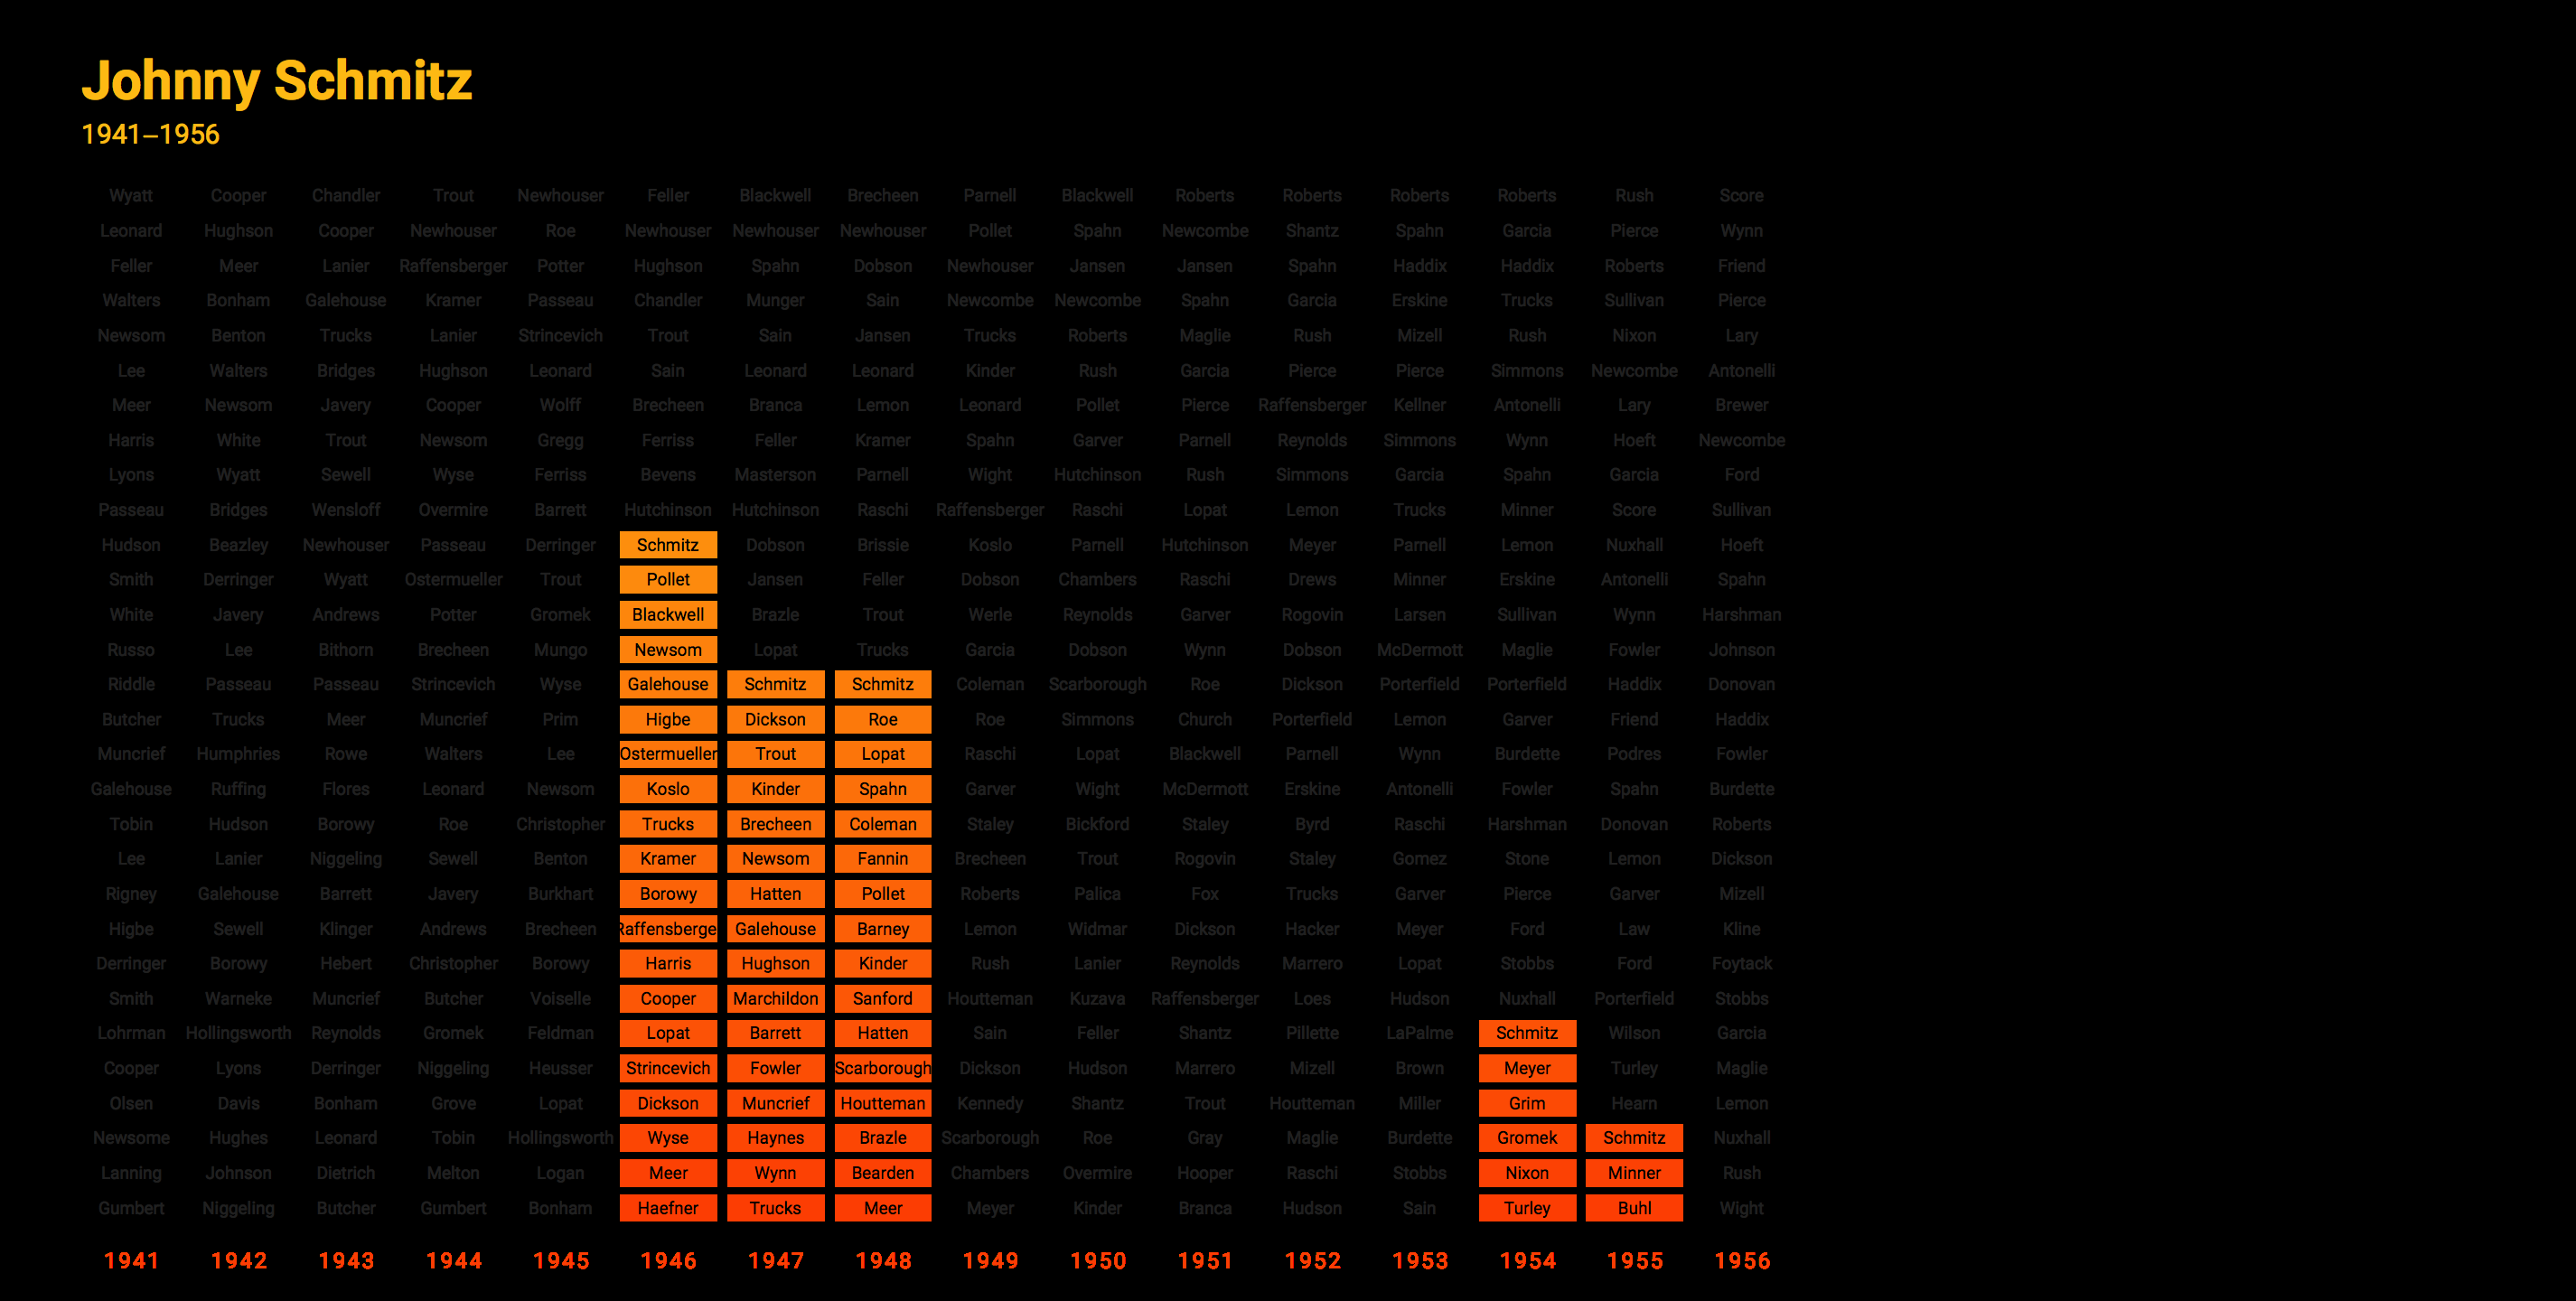 Johnny Schmitz
1941–1956
Wyatt Cooper Chandler Trout Newhouser Feller Blackwell Brecheen Parnell Blackwell Roberts Roberts Roberts Roberts Rush Score
Leonard Hughson Cooper Newhouser Roe Newhouser Newhouser Newhouser Pollet Spahn Newcombe Shantz Spahn Garcia Pierce Wynn
Feller Meer Lanier Raffensberger Potter Hughson Spahn Dobson Newhouser Jansen Jansen Spahn Haddix Haddix Roberts Friend
Walters Bonham Galehouse Kramer Passeau Chandler Munger Sain Newcombe Newcombe Spahn Garcia Erskine Trucks Sullivan Pierce
Newsom Benton Trucks Lanier Strincevich Trout Sain Jansen Trucks Roberts Maglie Rush Mizell Rush Nixon Lary
Lee Walters Bridges Hughson Leonard Sain Leonard Leonard Kinder Rush Garcia Pierce Pierce Simmons Newcombe Antonelli
Meer Newsom Javery Cooper Wolff Brecheen Branca Lemon Leonard Pollet Pierce Raffensberger Kellner Antonelli Lary Brewer
Harris White Trout Newsom Gregg Ferriss Feller Kramer Spahn Garver Parnell Reynolds Simmons Wynn Hoeft Newcombe
Lyons Wyatt Sewell Wyse Ferriss Bevens Masterson Parnell Wight Hutchinson Rush Simmons Garcia Spahn Garcia Ford
Passeau Bridges Wensloff Overmire Barrett Hutchinson Hutchinson Raschi Raffensberger Raschi Lopat Lemon Trucks Minner Score Sullivan
Hudson Beazley Newhouser Passeau Derringer Schmitz Dobson Brissie Koslo Parnell Hutchinson Meyer Parnell Lemon Nuxhall Hoeft
Smith Derringer Wyatt Ostermueller Trout Pollet Jansen Feller Dobson Chambers Raschi Drews Minner Erskine Antonelli Spahn
White Javery Andrews Potter Gromek Blackwell Brazle Trout Werle Reynolds Garver Rogovin Larsen Sullivan Wynn Harshman
Russo Lee Bithorn Brecheen Mungo Newsom Lopat Trucks Garcia Dobson Wynn Dobson McDermott Maglie Fowler Johnson
Riddle Passeau Passeau Strincevich Wyse Galehouse Schmitz Schmitz Coleman Scarborough Roe Dickson Porterfield Porterfield Haddix Donovan
Butcher Trucks Meer Muncrief Prim Higbe Dickson Roe Roe Simmons Church Porterfield Lemon Garver Friend Haddix
Muncrief Humphries Rowe Walters Lee Ostermueller Trout Lopat Raschi Lopat Blackwell Parnell Wynn Burdette Podres Fowler
Galehouse Ruffing Flores Leonard Newsom Koslo Kinder Spahn Garver Wight McDermott Erskine Antonelli Fowler Spahn Burdette
Tobin Hudson Borowy Roe Christopher Trucks Brecheen Coleman Staley Bickford Staley Byrd Raschi Harshman Donovan Roberts
Lee Lanier Niggeling Sewell Benton Kramer Newsom Fannin Brecheen Trout Rogovin Staley Gomez Stone Lemon Dickson
Rigney Galehouse Barrett Javery Burkhart Borowy Hatten Pollet Roberts Palica Fox Trucks Garver Pierce Garver Mizell
Higbe Sewell Klinger Andrews Brecheen Raffensberge Galehouse Barney Lemon Widmar Dickson Hacker Meyer Ford Law Kline
Derringer Borowy Hebert Christopher Borowy Harris Hughson Kinder Rush Lanier Reynolds Marrero Lopat Stobbs Ford Foytack
Smith Warneke Muncrief Butcher Voiselle Cooper Marchildon Sanford Houtteman Kuzava Raffensberger Loes Hudson Nuxhall Porterfield Stobbs
Lohrman Hollingsworth Reynolds Gromek Feldman Lopat Barrett Hatten Sain Feller Shantz Pillette LaPalme Schmitz Wilson Garcia
Cooper Lyons Derringer Niggeling Heusser Strincevich Fowler Scarborough Dickson Hudson Marrero Mizell Brown Meyer Turley Maglie
Olsen Davis Bonham Grove Lopat Dickson Muncrief Houtteman Kennedy Shantz Trout Houtteman Miller Grim Hearn Lemon
Newsome Hughes Leonard Tobin Hollingsworth Wyse Haynes Brazle Scarborough Roe Gray Maglie Burdette Gromek Schmitz Nuxhall
Lanning Johnson Dietrich Melton Logan Meer Wynn Bearden Chambers Overmire Hooper Raschi Stobbs Nixon Minner Rush
Gumbert Niggeling Butcher Gumbert Bonham Haefner Trucks Meer Meyer Kinder Branca Hudson Sain Turley Buhl Wight
1941 1942 1943 1944 1945 1946 1947 1948 1949 1950 1951 1952 1953 1954 1955 1956